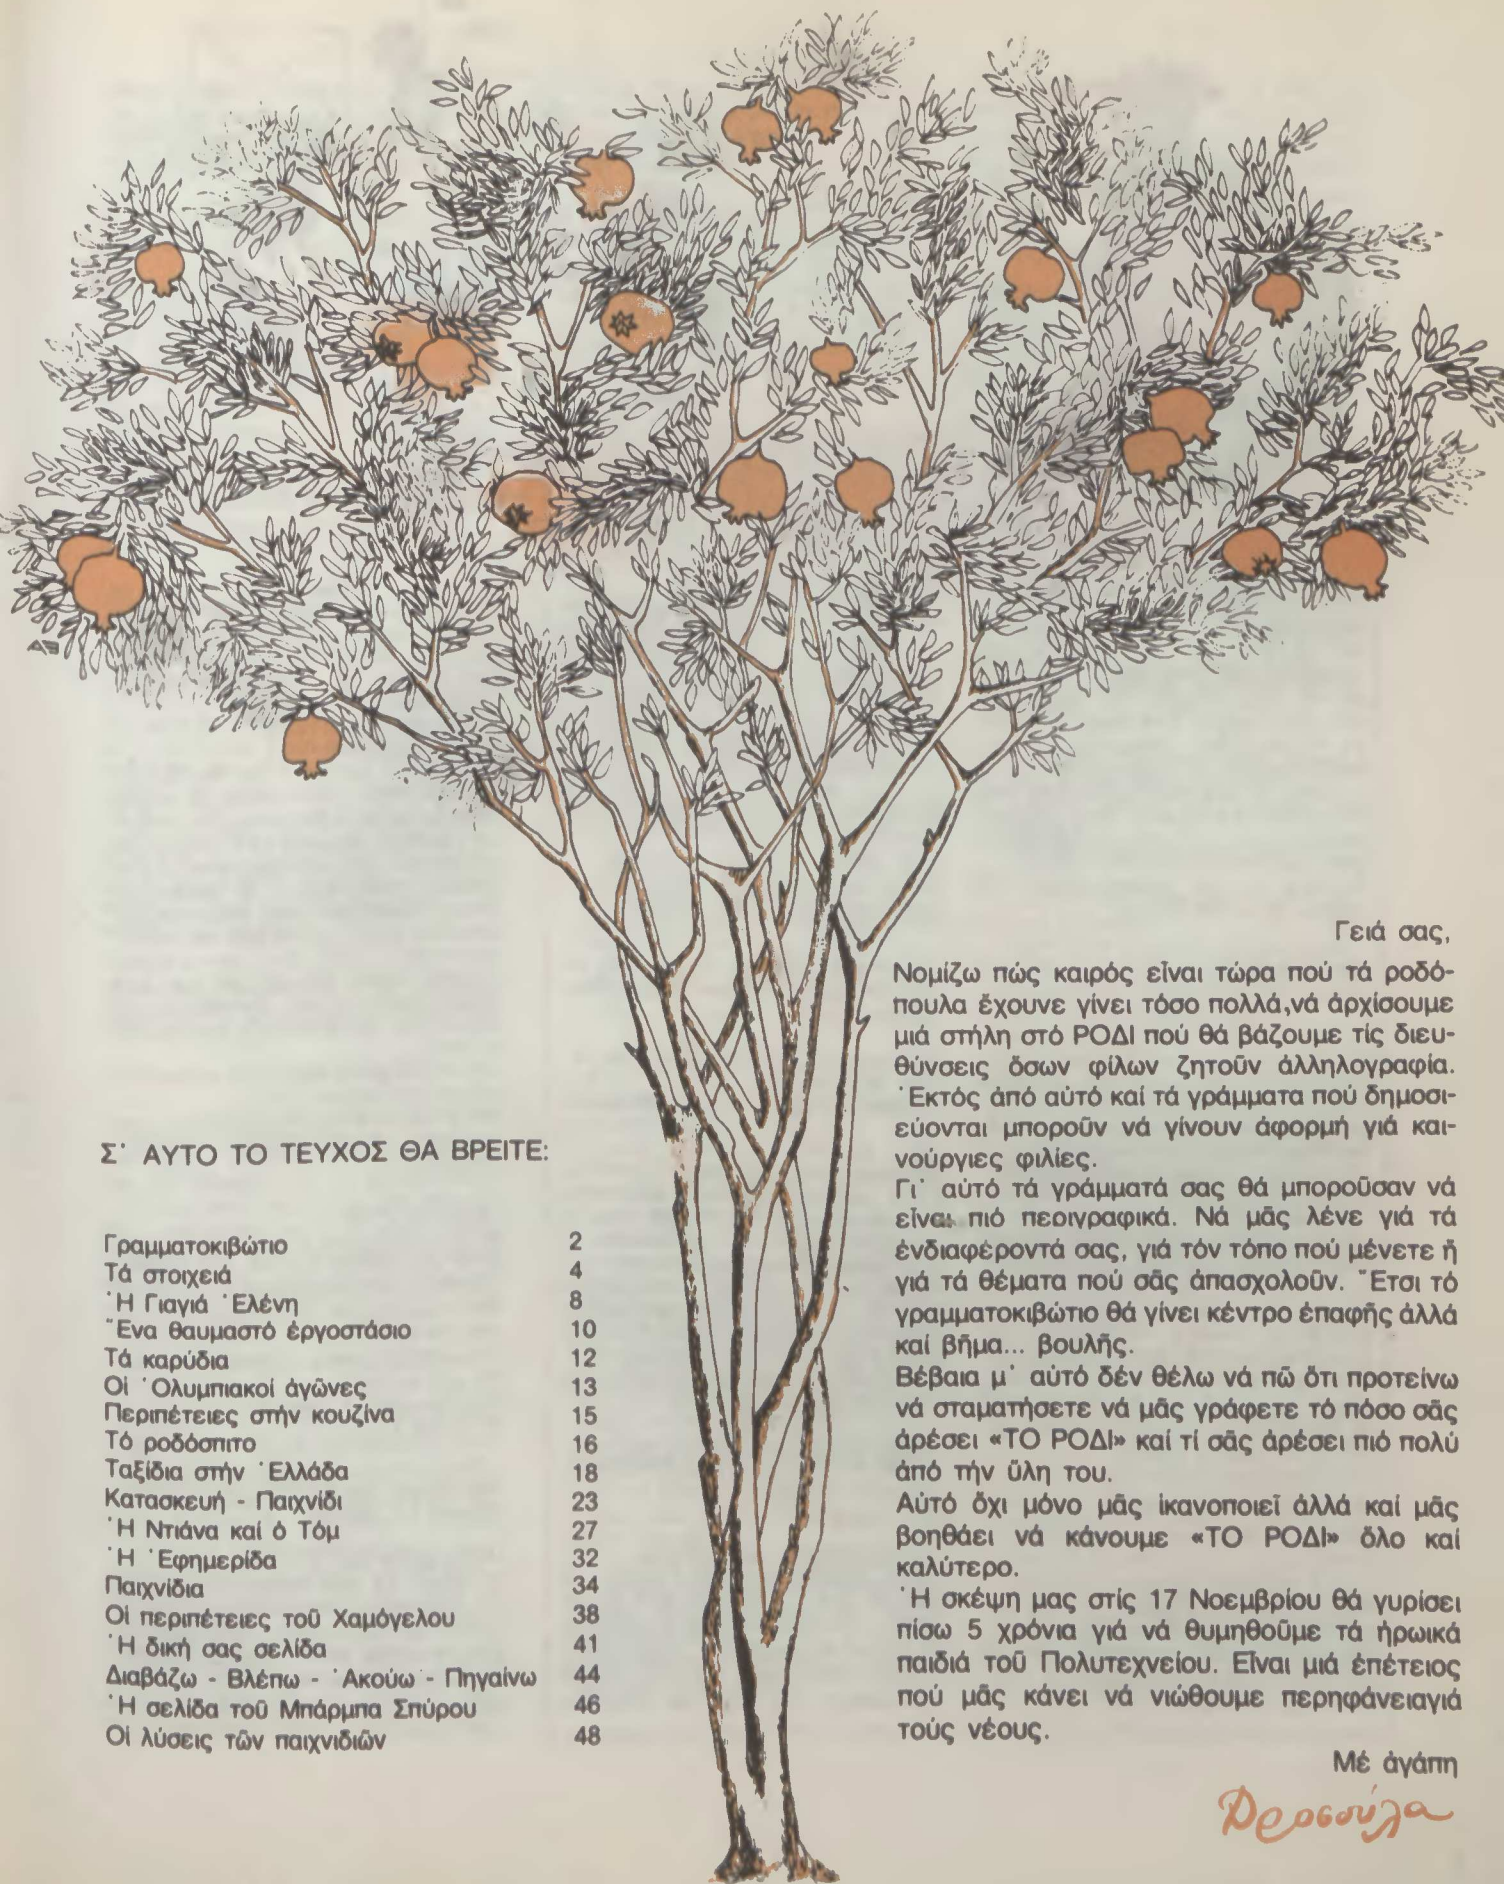 Σ' ΑΥΤΟ ΤΟ ΤΕΥΧΟΣ ΘΑ ΒΡΕΙΤΕ:
Γραμματοκιβώτιο 2
Τά στοιχειά 4
Ἡ Γιαγιά Ἑλένη 8
Ἕνα θαυμαστό ἐργοστάσιο 10
Τά καρύδια 12
Οἱ Ὀλυμπιακοί ἀγῶνες 13
Περιπέτειες στήν κουζίνα 15
Τό ροδόσπιτο 16
Ταξίδια στήν Ἑλλάδα 18
Κατασκευή - Παιχνίδι 23
Ἡ Ντιάνα καί ὁ Τόμ 27
Ἡ Ἐφημερίδα 32
Παιχνίδια 34
Οἱ περιπέτειες τοῦ Χαμόγελου 38
Ἡ δική σας σελίδα 41
Διαβάζω - Βλέπω - Ἀκούω - Πηγαίνω 44
Ἡ σελίδα τοῦ Μπάρμπα Σπύρου 46
Οἱ λύσεις τῶν παιχνιδιῶν 48
Γειά σας,
Νομίζω πώς καιρός εἶναι τώρα πού τά ροδό-
πουλα ἔχουνε γίνει τόσο πολλά,νά ἀρχίσουμε
μιά στήλη στό ΡΟΔΙ πού θά βάζουμε τίς διευ-
θύνσεις ὅσων φίλων ζητοῦν ἀλληλογραφία.
Ἐκτός ἀπό αὐτό καί τά γράμματα πού δημοσι-
εύονται μποροῦν νά γίνουν ἀφορμή γιά και-
νούργιες φιλίες.
Γι' αὐτό τά γράμματά σας θά μποροῦσαν νά
εἶναι πιό περιγραφικά. Νά μᾶς λένε γιά τά
ἐνδιαφέροντά σας, γιά τόν τόπο πού μένετε ἤ
γιά τά θέματα πού σᾶς ἀπασχολοῦν. Ἔτσι τό
γραμματοκιβώτιο θά γίνει κέντρο ἐπαφῆς ἀλλά
καί βῆμα... βουλῆς.
Βέβαια μ' αὐτό δέν θέλω νά πῶ ὅτι προτείνω
νά σταματήσετε νά μᾶς γράφετε τό πόσο σᾶς
ἀρέσει «ΤΟ ΡΟΔΙ» καί τί σᾶς ἀρέσει πιό πολύ
ἀπό τήν ὕλη του.
Αὐτό ὄχι μόνο μᾶς ἱκανοποιεῖ ἀλλά καί μᾶς
βοηθάει νά κάνουμε «ΤΟ ΡΟΔΙ» ὅλο καί
καλύτερο.
Ἡ σκέψη μας στίς 17 Νοεμβρίου θά γυρίσει
πίσω 5 χρόνια γιά νά θυμηθοῦμε τά ἡρωικά
παιδιά τοῦ Πολυτεχνείου. Εἶναι μιά ἐπέτειος
πού μᾶς κάνει νά νιώθουμε περηφάνειαγιά
τούς νέους.
Μέ ἀγάπη
Δροσούλα